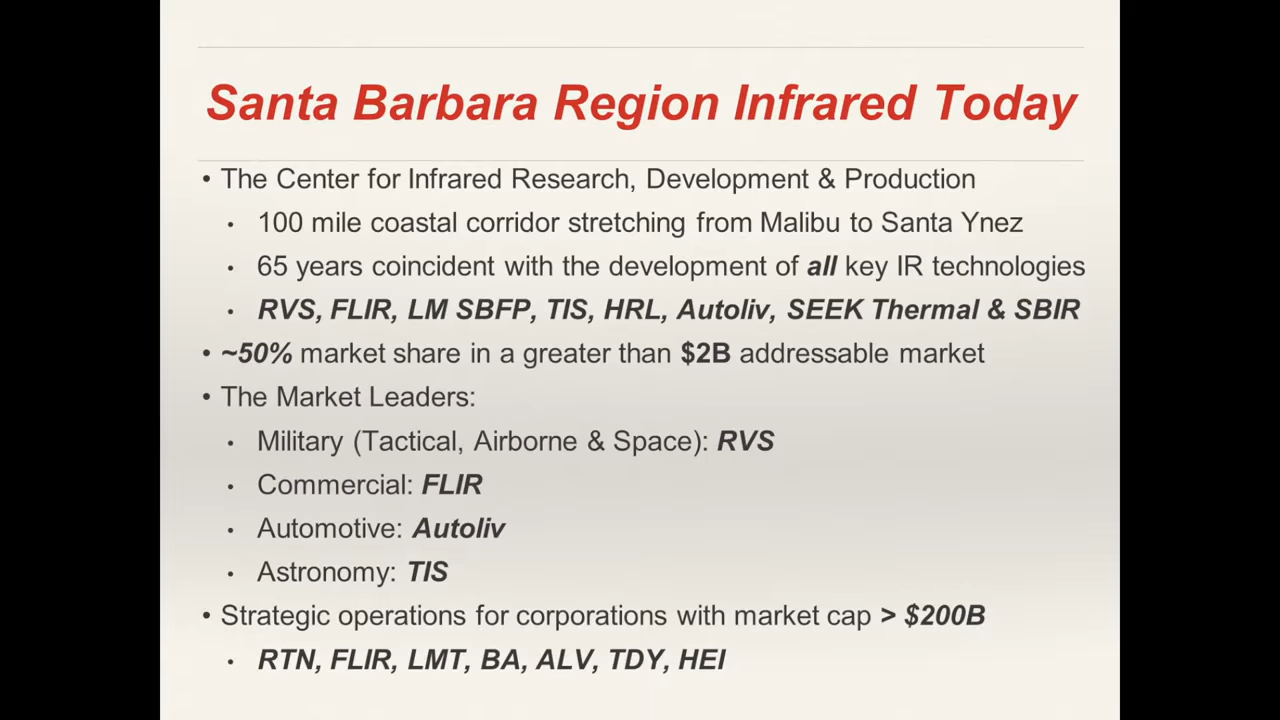 Santa Barbara Region Infrared Today
• The Center for Infrared Research, Development & Production
• 100 mile coastal corridor stretching from Malibu to Santa Ynez
• 65 years coincident with the development of all key IR technologies
• RVS, FLIR, LM SBFP, TIS, HRL, Autoliv, SEEK Thermal & SBIR
• ~50% market share in a greater than $2B addressable market
• The Market Leaders:
• Military (Tactical, Airborne & Space): RVS
• Commercial: FLIR
• Automotive: Autoliv
• Astronomy: TIS
• Strategic operations for corporations with market cap > $200B
• RTN, FLIR, LMT, BA, ALV, TDY, HEI